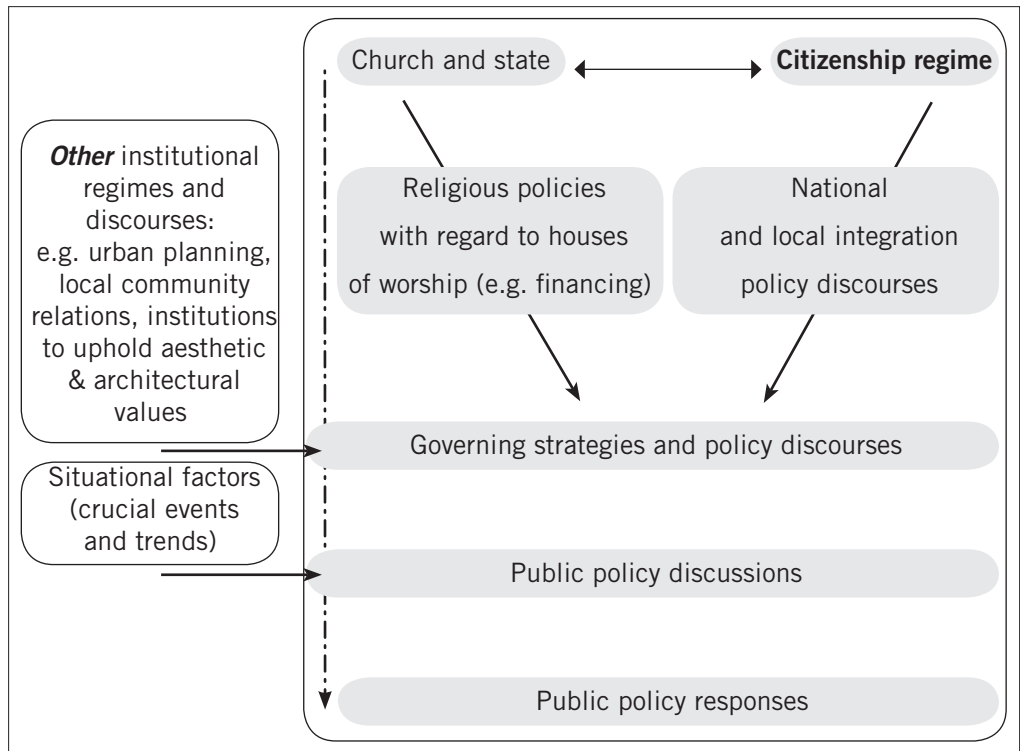 Church and state
Citizenship regime
Other institutional
regimes and
discourses:
e.g. urban planning,
local community
relations, institutions
to uphold aesthetic
& architectural
values
Religious policies
with regard to houses
of worship (e.g. financing)
National
and local integration
policy discourses
Governing strategies and policy discourses
Situational factors
(crucial events
and trends)
Public policy discussions
Public policy responses